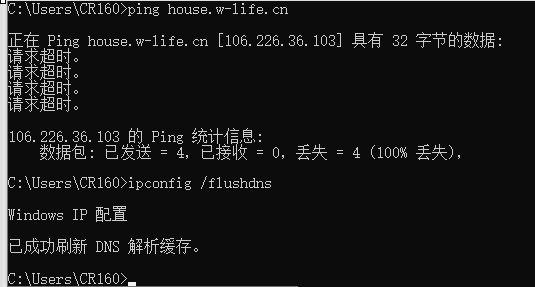 C:\Users\CR160>ping house.w-life.cn
正在 Ping house.w-life.cn [106.226.36.103] 具有 32 字节的数据:
请求超时。
请求超时。
请求超时。
请求超时。
106.226.36.103 的 Ping 统计信息:
数据包: 已发送 = 4, 已接收 = 0, 丢失 = 4 (100% 丢失),
C:\Users\CR160>ipconfig /flushdns
Windows IP 配置
已成功刷新 DNS 解析缓存。
C:\Users\CR160>